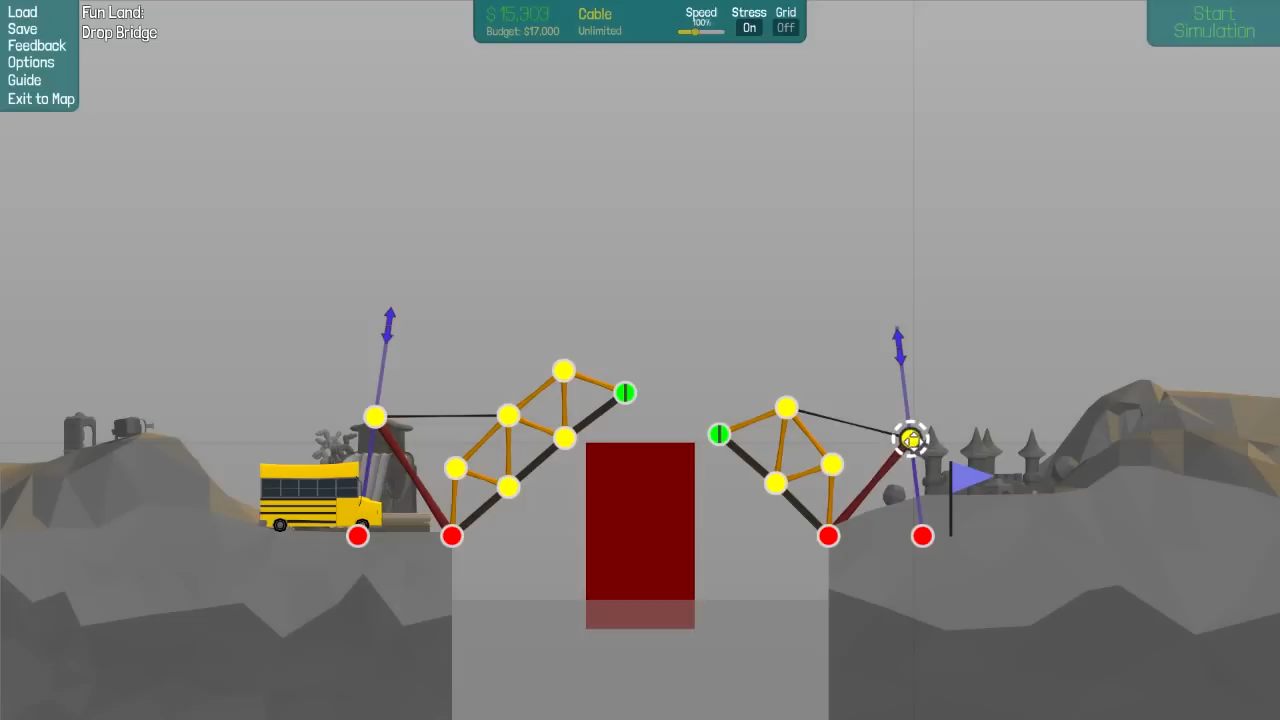 Load
Save
Feedback
Options
Guide
Exit to Map
Fun Land:
Drop Bridge
$ 15,303
Budget: $17,000
Cable
Unlimited
Speed
100%
Stress
On
Grid
Off
Start
Simulation